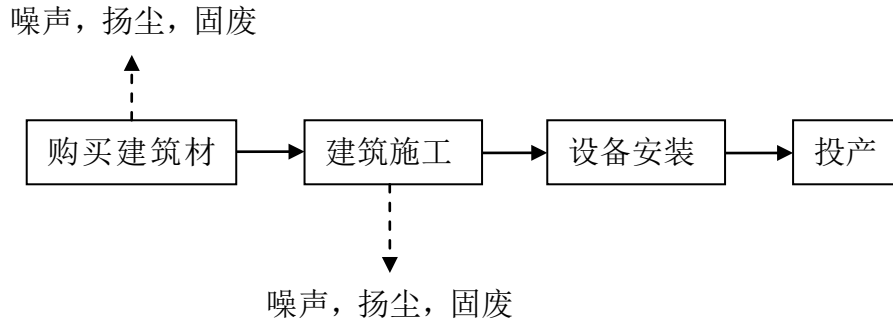 噪声，扬尘，固废
购买建筑材
建筑施工
设备安装
投产
噪声，扬尘，固废